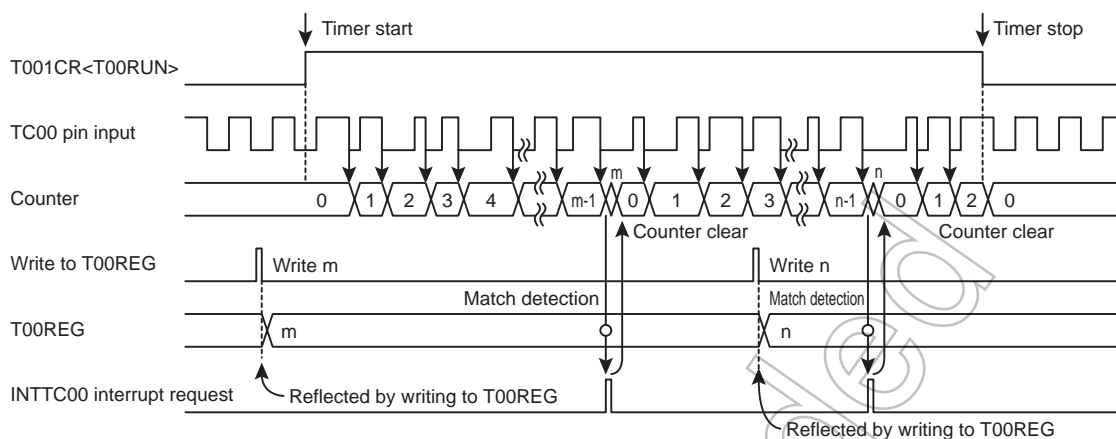 Timer start
Timer stop
T001CR<T00RUN>
TC00 pin input
m
n
Counter
0 1 2 3 4 m-1 0 1 2 3 n-1 0 1 2 0
Counter clear
Counter clear
Write to T00REG
Write m
Write n
Match detection
Match detection
T00REG
m
n
INTTC00 interrupt request
Reflected by writing to T00REG
Reflected by writing to T00REG
ded